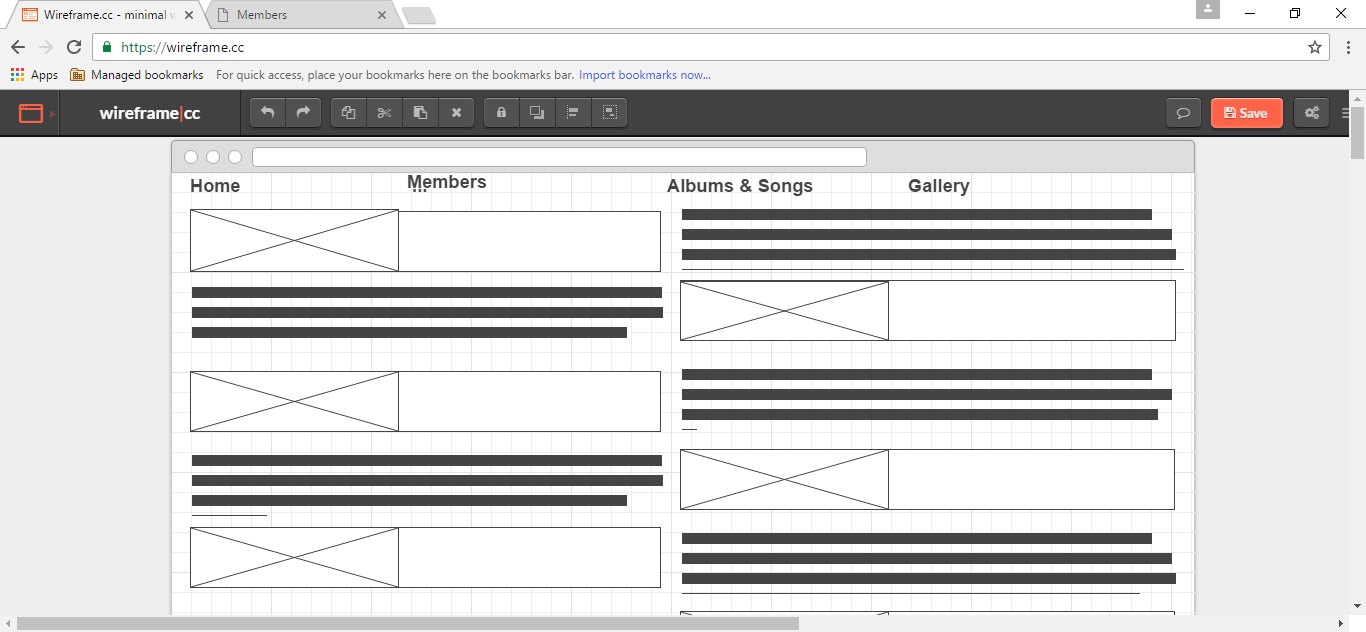 Wireframe.cc - minimal w
Members
https://wireframe.cc
Apps
Managed bookmarks
For quick access, place your bookmarks here on the bookmarks bar. Import bookmarks now...
wireframe|cc
Save
Home
Members
Albums & Songs
Gallery